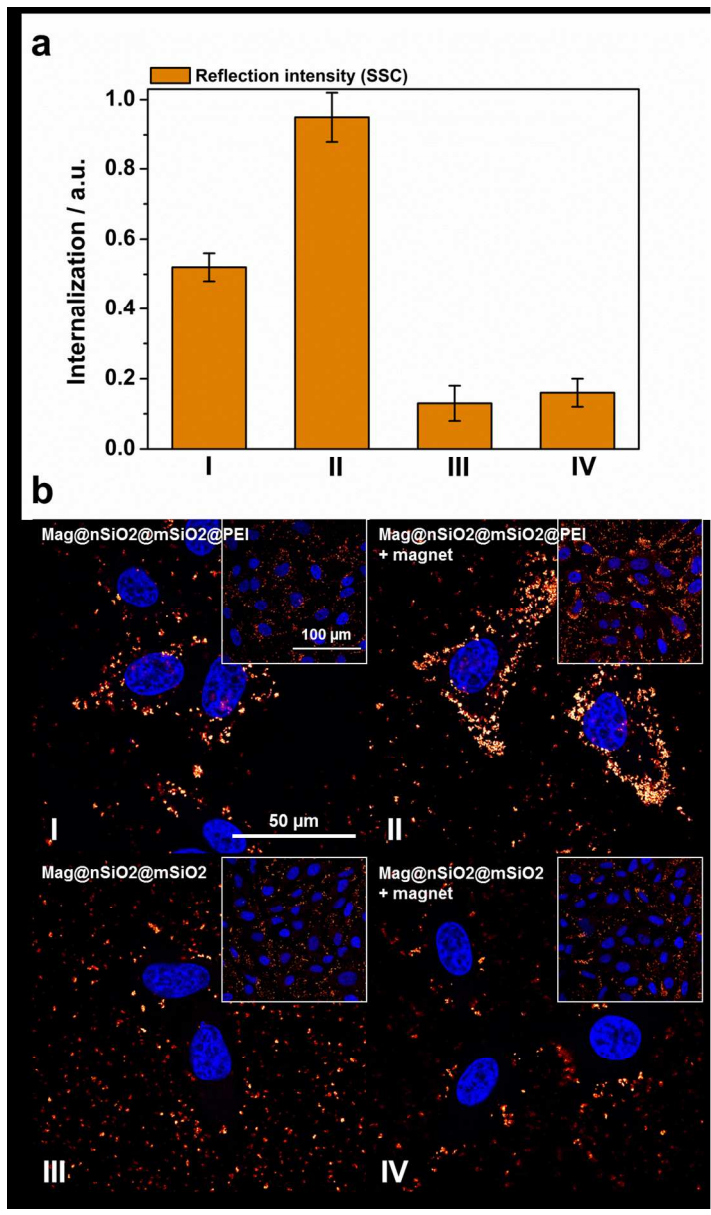 a
Reflection intensity (SSC)
1.0
0.8
0.6
0.4
0.2
0.0
Internalization / a.u.
I
II
III
IV
b
Mag@nSiO2@mSiO2@PEI
100 µm
50 µm
I
Mag@nSiO2@mSiO2@PEI
+ magnet
II
Mag@nSiO2@mSiO2
III
Mag@nSiO2@mSiO2
+ magnet
IV